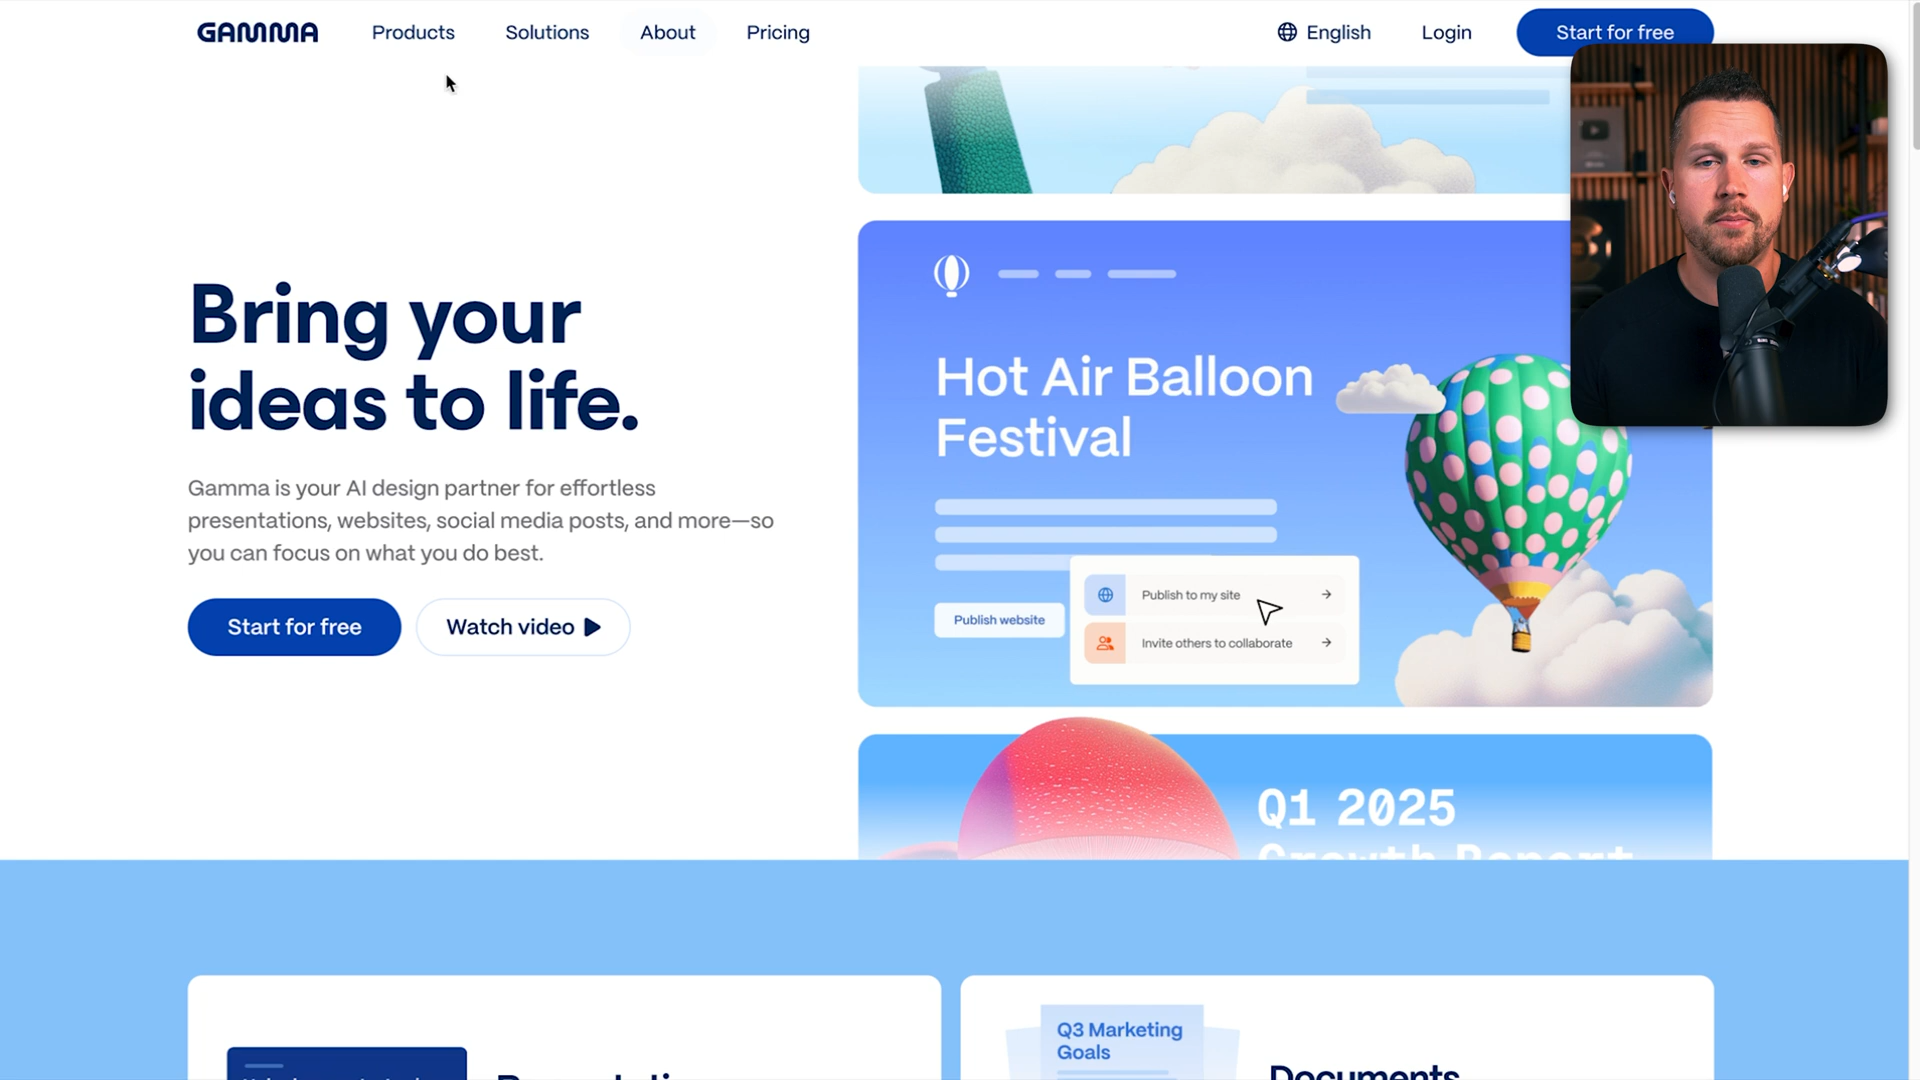 GAMMA
Products
Solutions
About
Pricing
English
Login
Start for free
Bring your
ideas to life.
Gamma is your AI design partner for effortless
presentations, websites, social media posts, and more—so
you can focus on what you do best.
Start for free
Watch video
Hot Air Balloon
Festival
Publish website
Publish to my site
Invite others to collaborate
Q1 2025
Growth Report
Q3 Marketing
Goals
Documents